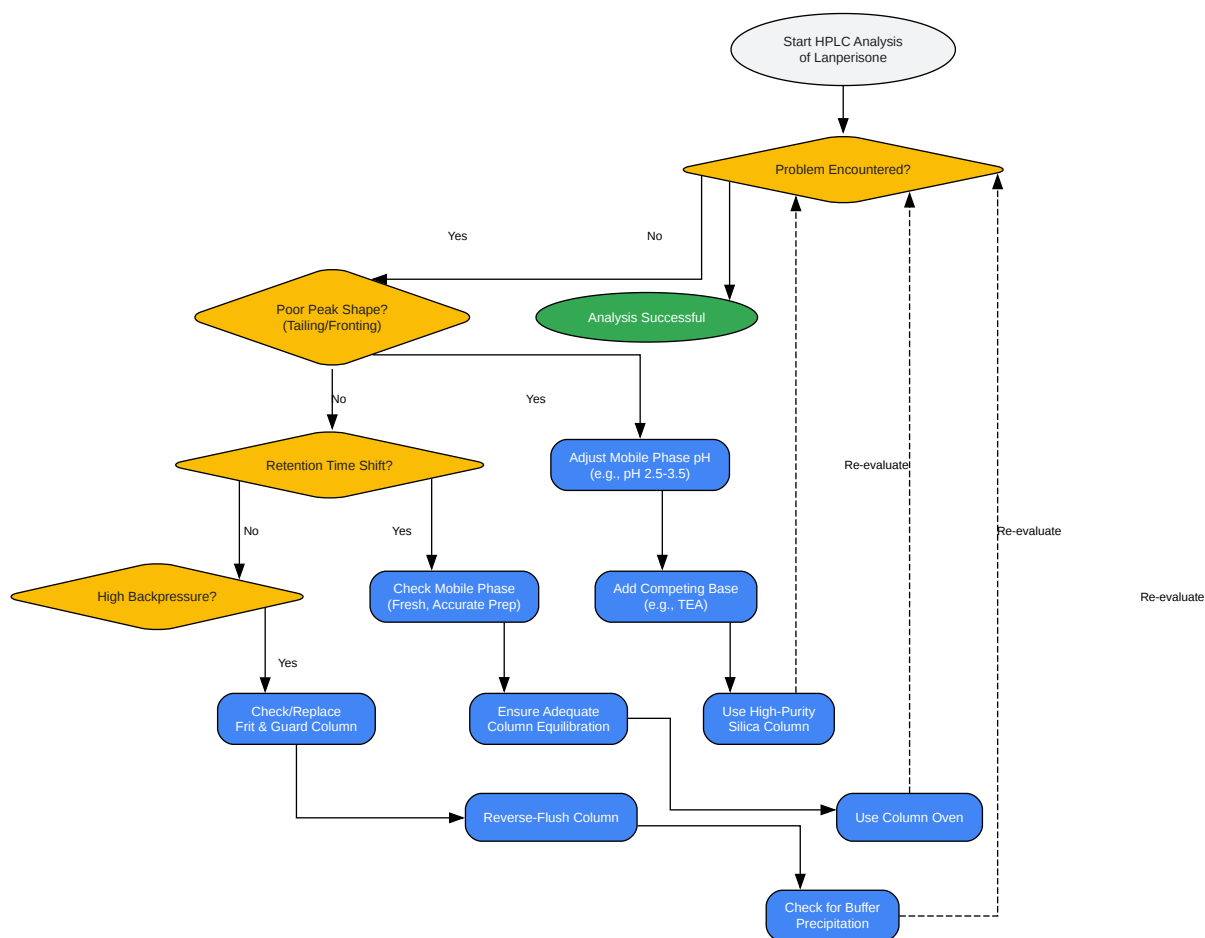 Start HPLC Analysis
of Lanperisone
Problem Encountered?
Yes
No
Poor Peak Shape?
(Tailing/Fronting)
Analysis Successful
No
Yes
Retention Time Shift?
Adjust Mobile Phase pH
(e.g., pH 2.5-3.5)
Re-evaluate
No
Yes
Re-evaluate
High Backpressure?
Check Mobile Phase
(Fresh, Accurate Prep)
Add Competing Base
(e.g., TEA)
Re-evaluate
Yes
Check/Replace
Frit & Guard Column
Ensure Adequate
Column Equilibration
Use High-Purity
Silica Column
Reverse-Flush Column
Use Column Oven
Check for Buffer
Precipitation